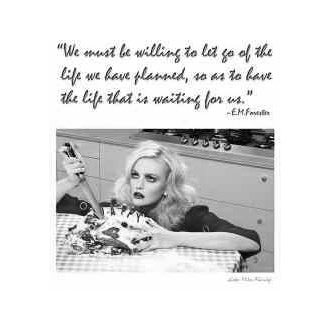 “We must be willing to let go of the
life we have planned, so as to have
the life that is waiting for us.”
~E.M.Forester